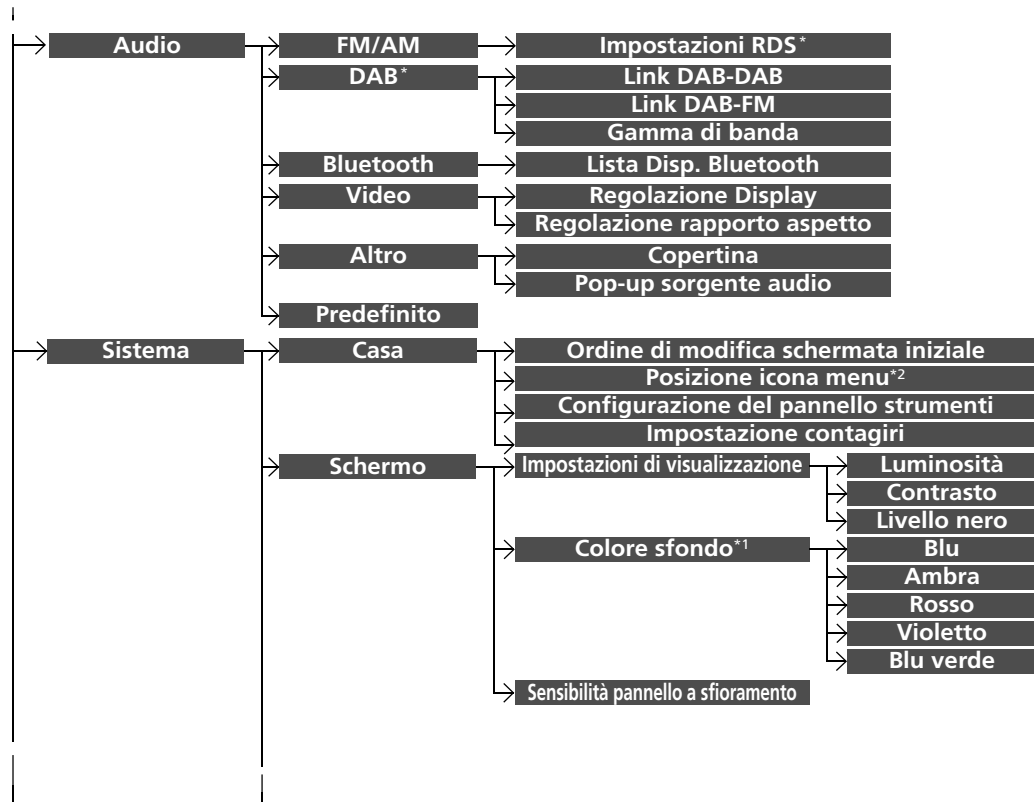 Audio
FM/AM
Impostazioni RDS*
DAB*
Link DAB-DAB
Link DAB-FM
Gamma di banda
Bluetooth
Lista Disp. Bluetooth
Video
Regolazione Display
Regolazione rapporto aspetto
Altro
Copertina
Pop-up sorgente audio
Predefinito
Sistema
Casa
Ordine di modifica schermata iniziale
Posizione icona menu*2
Configurazione del pannello strumenti
Impostazione contagiri
Schermo
Impostazioni di visualizzazione
Luminosità
Contrasto
Livello nero
Colore sfondo*1
Blu
Ambra
Rosso
Violetto
Blu verde
Sensibilità pannello a sfioramento